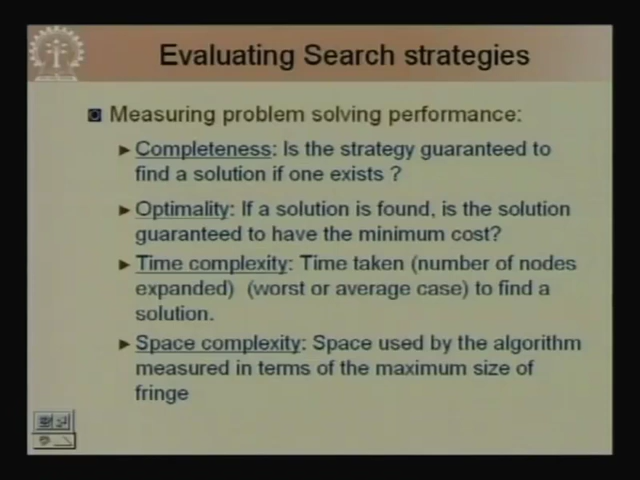 Evaluating Search strategies
Measuring problem solving performance:
Completeness: Is the strategy guaranteed to
find a solution if one exists ?
Optimality: If a solution is found, is the solution
guaranteed to have the minimum cost?
Time complexity: Time taken (number of nodes
expanded) (worst or average case) to find a
solution.
Space complexity: Space used by the algorithm
measured in terms of the maximum size of
fringe